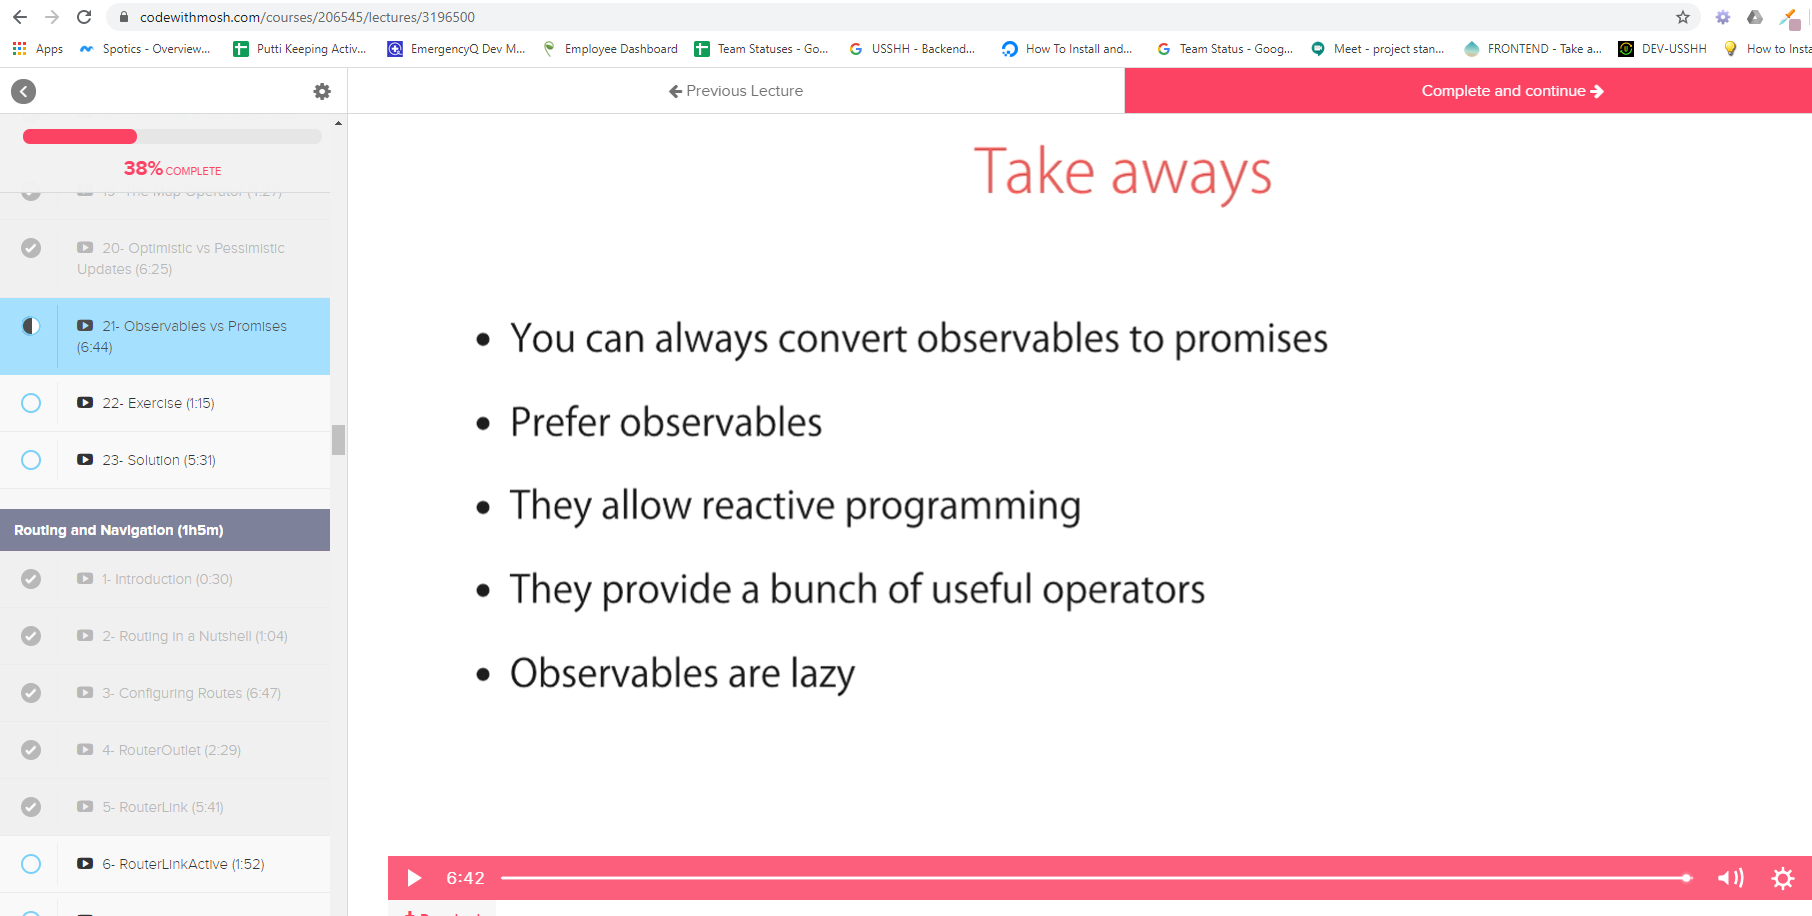 codewithmosh.com/courses/206545/lectures/3196500
Apps Spotics - Overview... Putti Keeping Activ... EmergencyQ Dev M... Employee Dashboard Team Statuses - Go... USSHH - Backend... How To Install and... Team Status - Goog... Meet - project stan... FRONTEND - Take a... DEV-USSHH How to Insta
Previous Lecture
Complete and continue
38% COMPLETE
19- The Map Operator (4:27)
20- Optimistic vs Pessimistic
Updates (6:25)
21- Observables vs Promises
(6:44)
22- Exercise (1:15)
23- Solution (5:31)
Routing and Navigation (1h5m)
1- Introduction (0:30)
2- Routing in a Nutshell (1:04)
3- Configuring Routes (6:47)
4- RouterOutlet (2:29)
5- RouterLink (5:41)
6- RouterLinkActive (1:52)
Take aways
• You can always convert observables to promises
• Prefer observables
• They allow reactive programming
• They provide a bunch of useful operators
• Observables are lazy
6:42